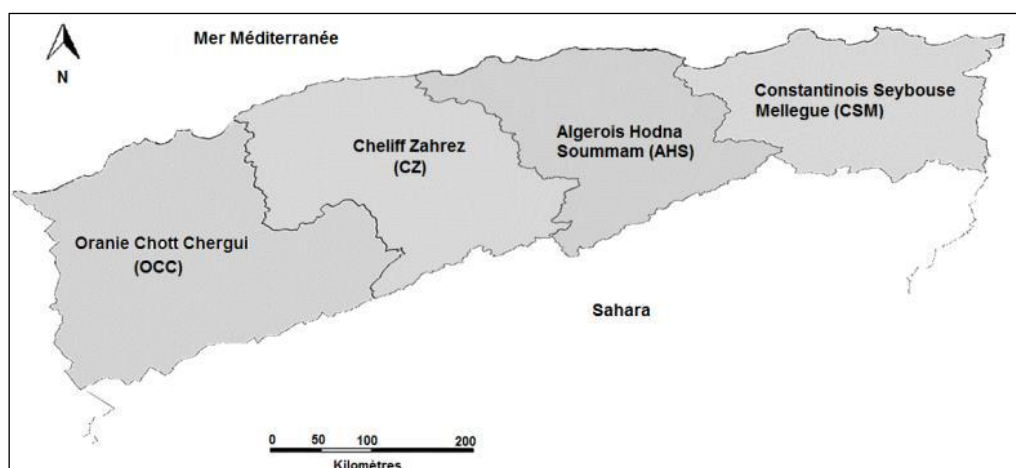 Mer Méditerranée
N
Constantinois Seybouse
Mellegue (CSM)
Algerois Hodna
Soummam (AHS)
Cheliff Zahrez
(CZ)
Oranie Chott Chergui
(OCC)
Sahara
0 50 100 200
Kilomètres